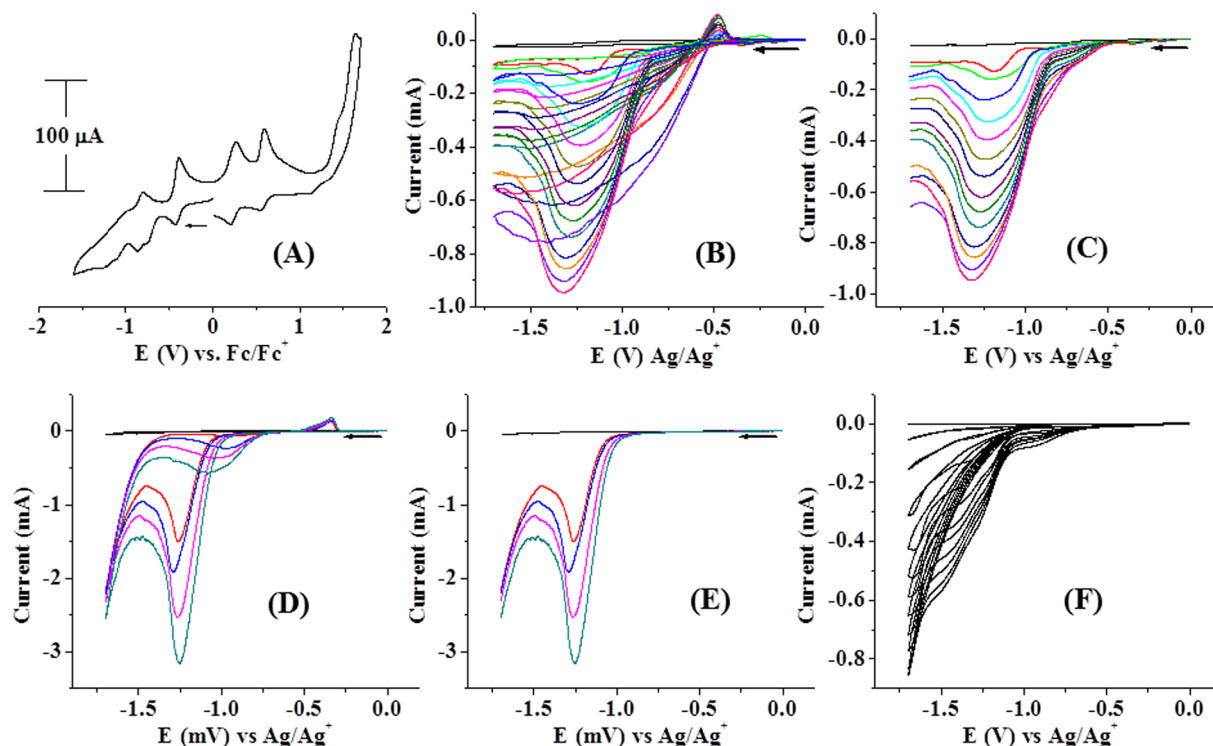 100 µA
(A)
-2 -1 0 1 2
E (V) vs. Fc/Fc+
0.0
-0.2
-0.4
-0.6
-0.8
-1.0
Current (mA)
(B)
-1.5 -1.0 -0.5 0.0
E (V) Ag/Ag+
0.0
-0.2
-0.4
-0.6
-0.8
-1.0
Current (mA)
(C)
-1.5 -1.0 -0.5 0.0
E (V) vs Ag/Ag+
0
-1
-2
-3
Current (mA)
(D)
-1.5 -1.0 -0.5 0.0
E (mV) vs Ag/Ag+
0
-1
-2
-3
Current (mA)
(E)
-1.5 -1.0 -0.5 0.0
E (mV) vs Ag/Ag+
-0.0
-0.2
-0.4
-0.6
-0.8
Current (mA)
(F)
-1.5 -1.0 -0.5 0.0
E (V) vs Ag/Ag+